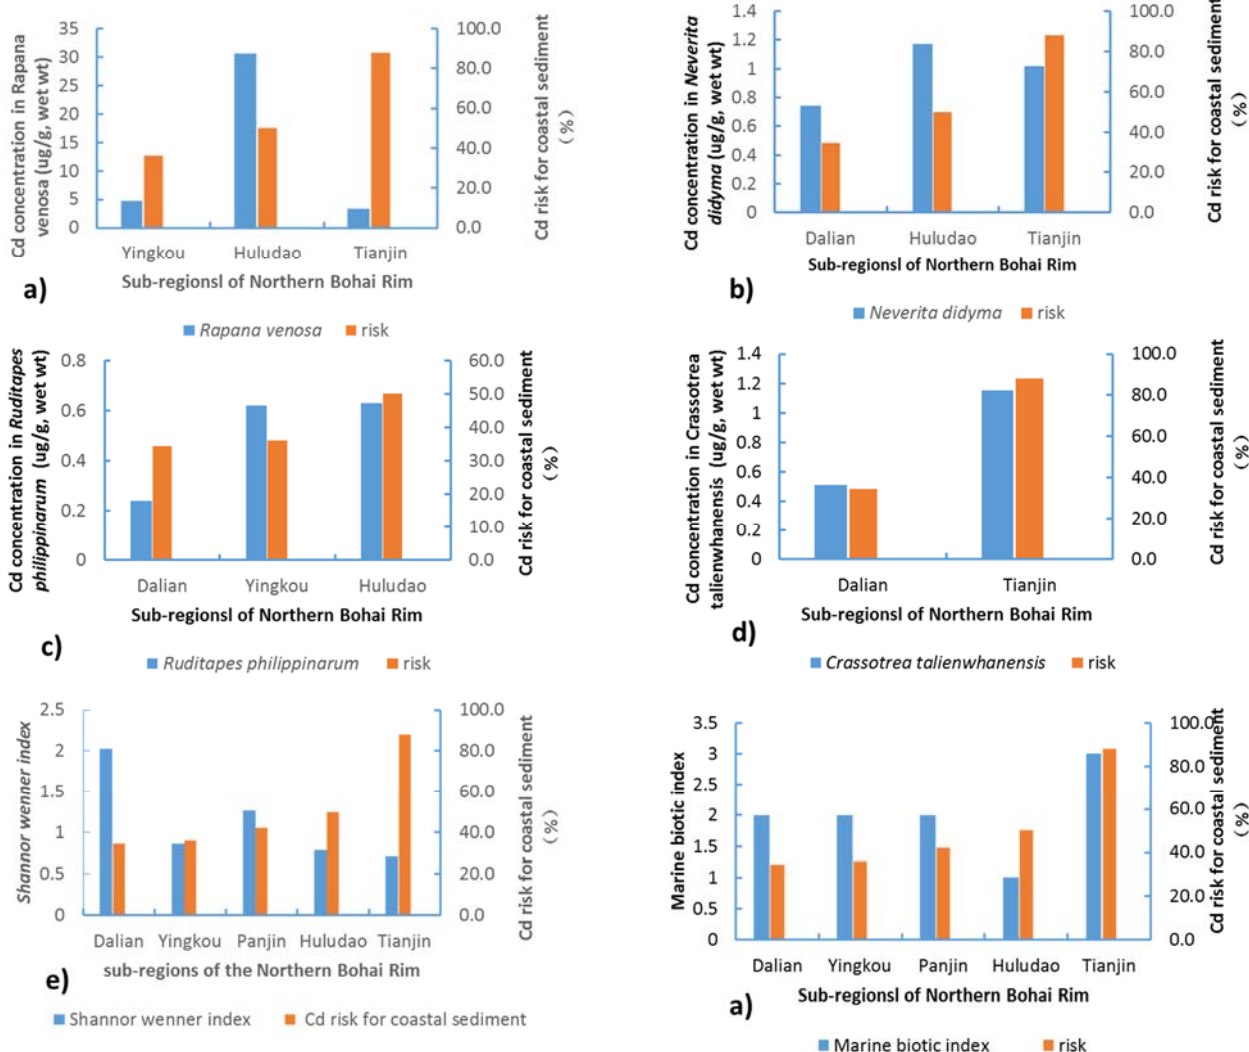 Cd concentration in Rapana
venosa (ug/g, wet wt)
35
30
25
20
15
10
5
0
100.0
80.0
60.0
40.0
20.0
0.0
Cd risk for coastal sediment
(%)
Yingkou Huludao Tianjin
Sub-regionsl of Northern Bohai Rim
a)
Rapana venosa risk
Cd concentration in Neverita
didyma (ug/g, wet wt)
1.4
1.2
1
0.8
0.6
0.4
0.2
0
100.0
80.0
60.0
40.0
20.0
0.0
Cd risk for coastal sediment
(%)
Dalian Huludao Tianjin
Sub-regionsl of Northern Bohai Rim
b)
Neverita didyma risk
Cd concentration in Ruditapes
philippinarum (ug/g, wet wt)
0.8
0.6
0.4
0.2
0
60.0
50.0
40.0
30.0
20.0
10.0
0.0
Cd risk for coastal sediment
(%)
Dalian Yingkou Huludao
Sub-regionsl of Northern Bohai Rim
c)
Ruditapes philippinarum risk
Cd concentration in Crassotrea
talienwhanensis (ug/g, wet wt)
1.4
1.2
1
0.8
0.6
0.4
0.2
0
100.0
80.0
60.0
40.0
20.0
0.0
Cd risk for coastal sediment
(%)
Dalian Tianjin
Sub-regionsl of Northern Bohai Rim
d)
Crassotrea talienwhanensis risk
Shannor wenner index
2.5
2
1.5
1
0.5
0
100.0
80.0
60.0
40.0
20.0
0.0
Cd risk for coastal sediment
(%)
Dalian Yingkou Panjin Huludao Tianjin
sub-regions of the Northern Bohai Rim
e)
Shannor wenner index Cd risk for coastal sediment
Marine biotic index
3.5
3
2.5
2
1.5
1
0.5
0
100.0
80.0
60.0
40.0
20.0
0.0
Cd risk for coastal sediment
(%)
Dalian Yingkou Panjin Huludao Tianjin
Sub-regionsl of Northern Bohai Rim
a)
Marine biotic index risk